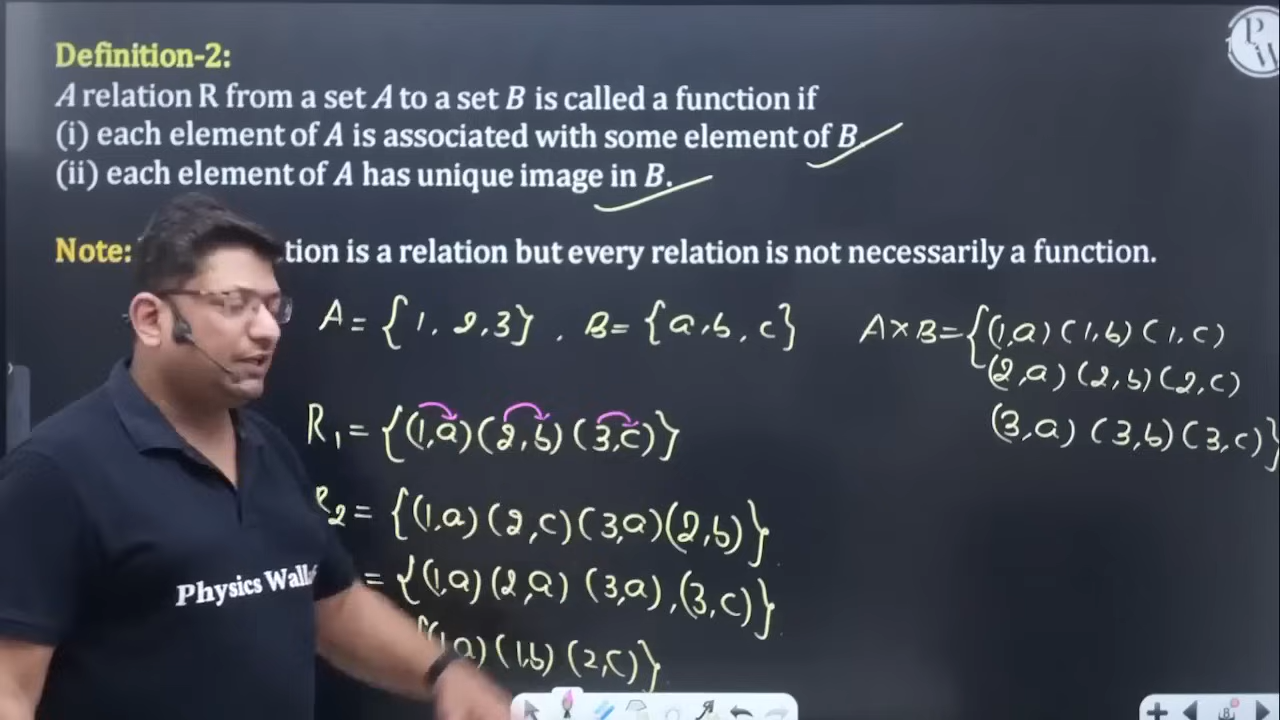 Definition-2:
A relation R from a set A to a set B is called a function if
(i) each element of A is associated with some element of B.
(ii) each element of A has unique image in B.
Note: tion is a relation but every relation is not necessarily a function.
A = {1, 2, 3} , B = {a, b, c}
A×B = {(1,a) (1,b) (1,c)
(2,a) (2,b) (2,c)
(3,a) (3,b) (3,c)}
R1 = {(1,a) (2,b) (3,c)}
R2 = {(1,a) (2,c) (3,a) (2,b)}
= {(1,a) (2,a) (3,a), (3,c)}
{(1,a) (1,b) (2,c)}
Physics Walla
P
W
8